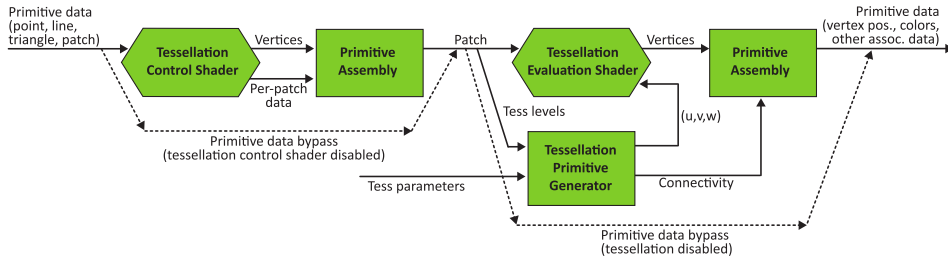 Primitive data
(point, line,
triangle, patch)
Tessellation
Control Shader
Vertices
Per-patch
data
Primitive
Assembly
Primitive data bypass
(tessellation control shader disabled)
Patch
Tess levels
Tessellation
Evaluation Shader
Vertices
(u,v,w)
Tess parameters
Tessellation
Primitive
Generator
Connectivity
Primitive
Assembly
Primitive data
(vertex pos., colors,
other assoc. data)
Primitive data bypass
(tessellation disabled)